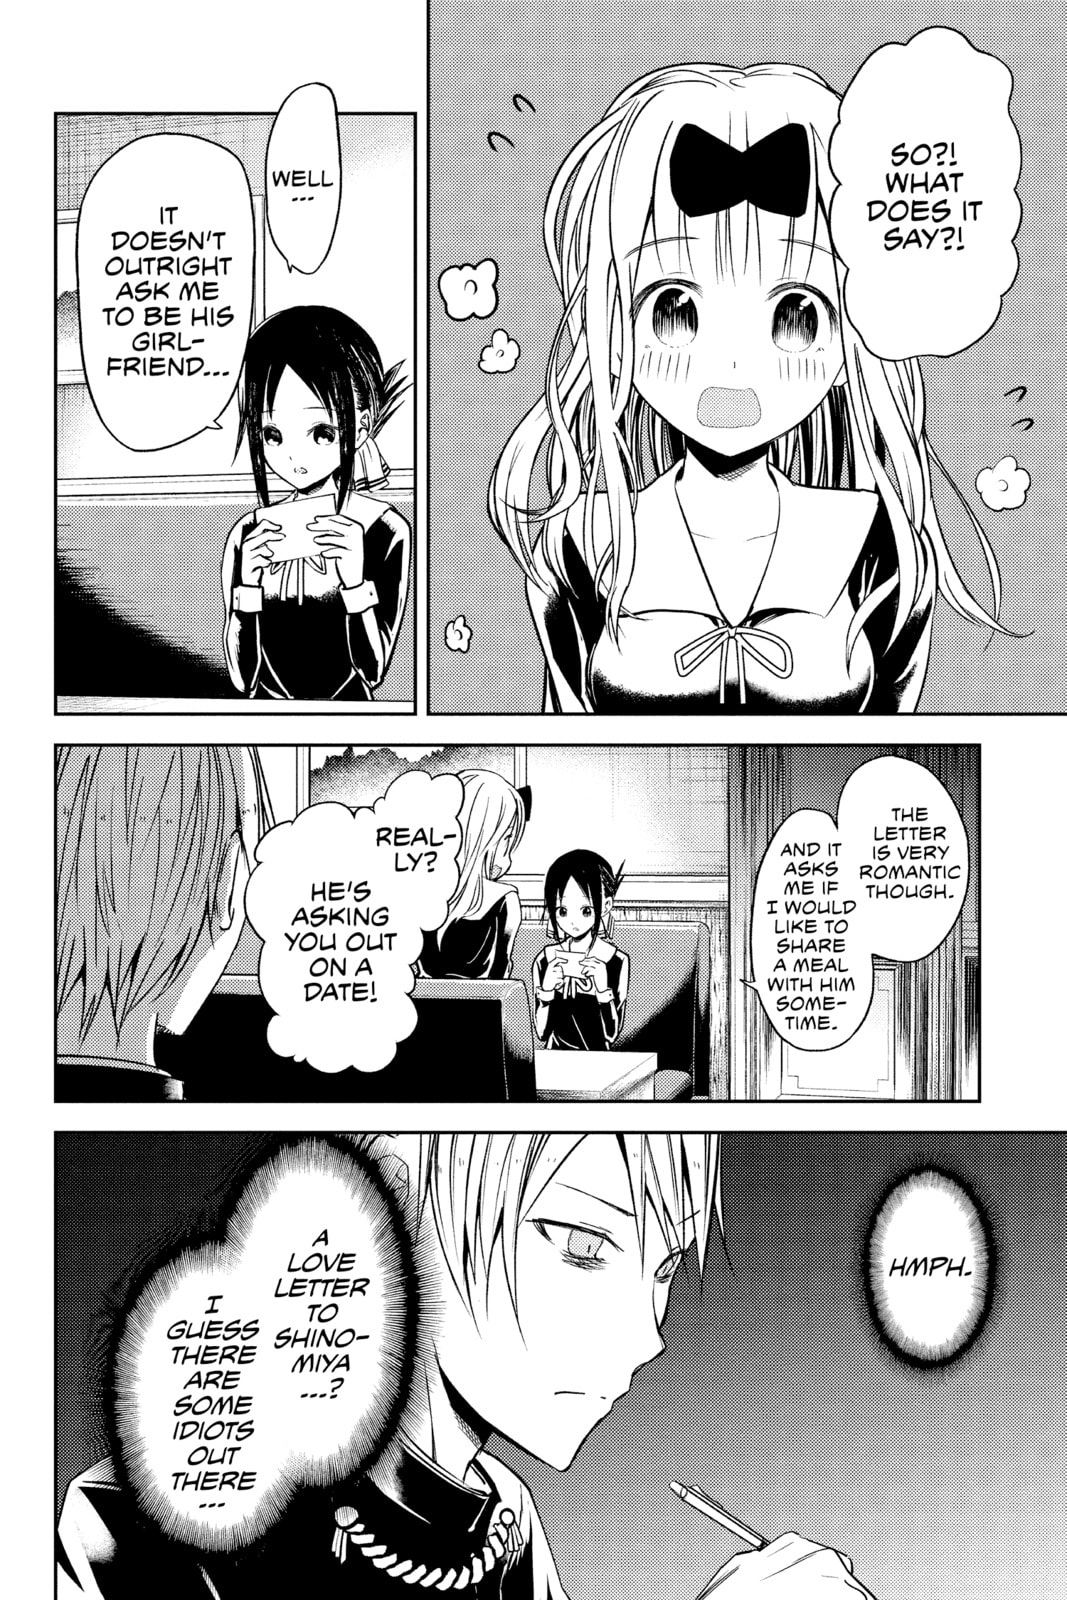 SO?!
WHAT
DOES IT
SAY?!
WELL
...
IT
DOESN'T
OUTRIGHT
ASK ME
TO BE HIS
GIRL-
FRIEND...
THE
LETTER
IS VERY
ROMANTIC
THOUGH.
AND IT
ASKS
ME IF
I WOULD
LIKE TO
SHARE
A MEAL
WITH HIM
SOME-
TIME.
REAL-
LY?
HE'S
ASKING
YOU OUT
ON A
DATE!
HMPH.
A
LOVE
LETTER
TO
SHINO-
MIYA
...?
I
GUESS
THERE
ARE
SOME
IDIOTS
OUT
THERE
...